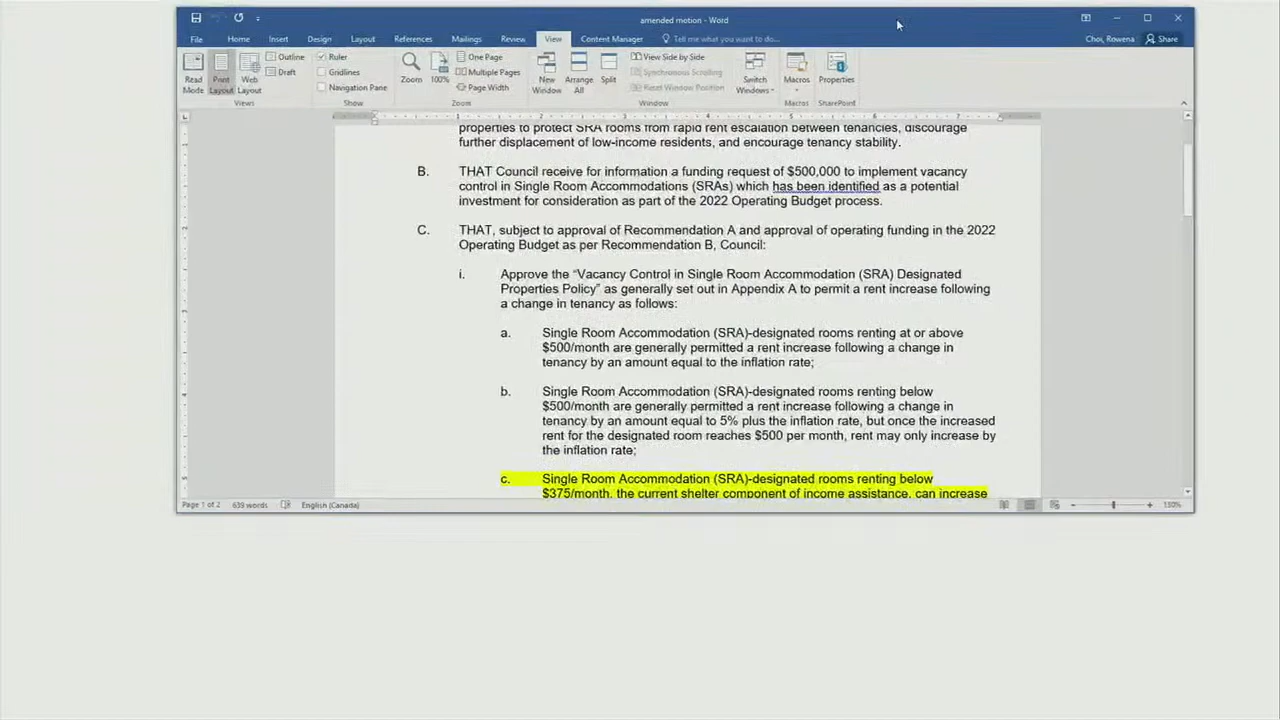 amended motion - Word
File Home Insert Design Layout References Mailings Review View Content Manager Tell me what you want to do... Choi, Rowena Share
Read Mode
Print Layout
Web Layout
Outline
Draft
Views
Ruler
Gridlines
Navigation Pane
Show
Zoom
100%
One Page
Multiple Pages
Page Width
Zoom
New Window
Arrange All
Split
View Side by Side
Synchronous Scrolling
Reset Window Position
Window
Switch Windows
Macros
Macros
Properties
SharePoint
properties to protect SRA rooms from rapid rent escalation between tenancies, discourage
further displacement of low-income residents, and encourage tenancy stability.
B. THAT Council receive for information a funding request of $500,000 to implement vacancy
control in Single Room Accommodations (SRAs) which has been identified as a potential
investment for consideration as part of the 2022 Operating Budget process.
C. THAT, subject to approval of Recommendation A and approval of operating funding in the 2022
Operating Budget as per Recommendation B, Council:
i. Approve the “Vacancy Control in Single Room Accommodation (SRA) Designated
Properties Policy” as generally set out in Appendix A to permit a rent increase following
a change in tenancy as follows:
a. Single Room Accommodation (SRA)-designated rooms renting at or above
$500/month are generally permitted a rent increase following a change in
tenancy by an amount equal to the inflation rate;
b. Single Room Accommodation (SRA)-designated rooms renting below
$500/month are generally permitted a rent increase following a change in
tenancy by an amount equal to 5% plus the inflation rate, but once the increased
rent for the designated room reaches $500 per month, rent may only increase by
the inflation rate;
c. Single Room Accommodation (SRA)-designated rooms renting below
$375/month, the current shelter component of income assistance, can increase
Page 1 of 2 639 words English (Canada) 130%